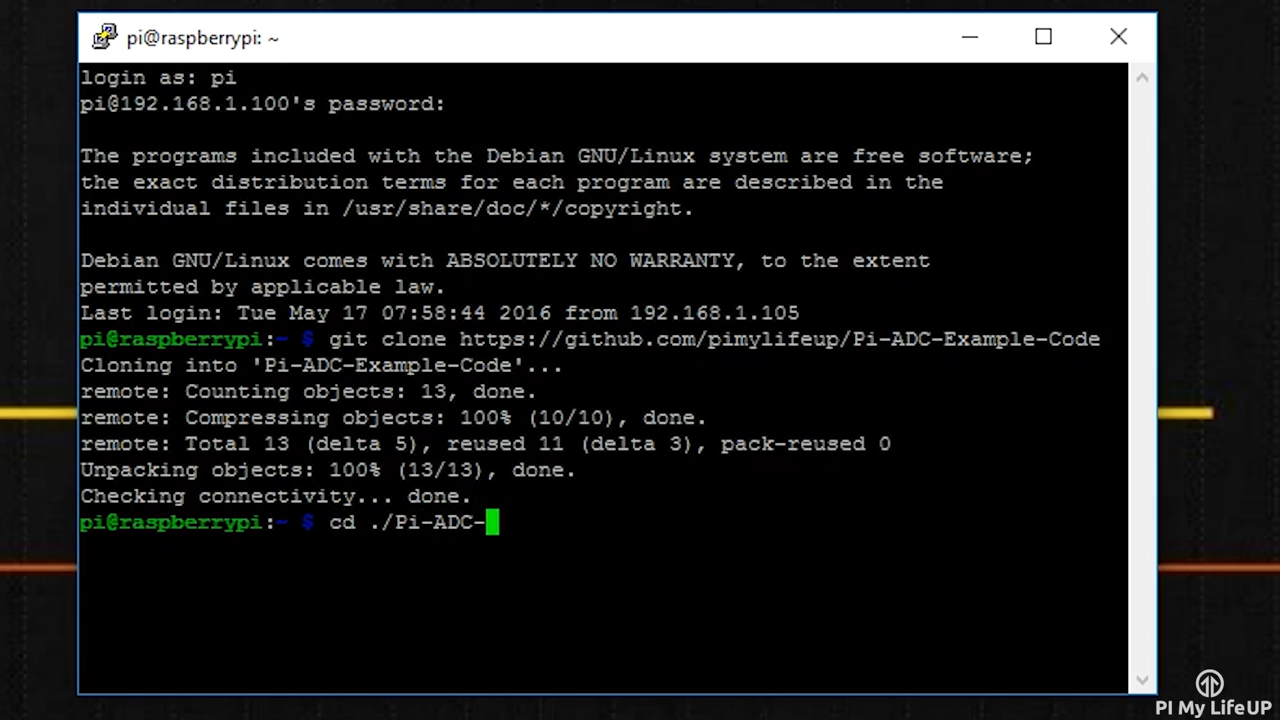 pi@raspberrypi: ~
login as: pi
pi@192.168.1.100's password:
The programs included with the Debian GNU/Linux system are free software;
the exact distribution terms for each program are described in the
individual files in /usr/share/doc/*/copyright.
Debian GNU/Linux comes with ABSOLUTELY NO WARRANTY, to the extent
permitted by applicable law.
Last login: Tue May 17 07:58:44 2016 from 192.168.1.105
pi@raspberrypi:~ $ git clone https://github.com/pimylifeup/Pi-ADC-Example-Code
Cloning into 'Pi-ADC-Example-Code'...
remote: Counting objects: 13, done.
remote: Compressing objects: 100% (10/10), done.
remote: Total 13 (delta 5), reused 11 (delta 3), pack-reused 0
Unpacking objects: 100% (13/13), done.
Checking connectivity... done.
pi@raspberrypi:~ $ cd ./Pi-ADC-
PI My LifeUP